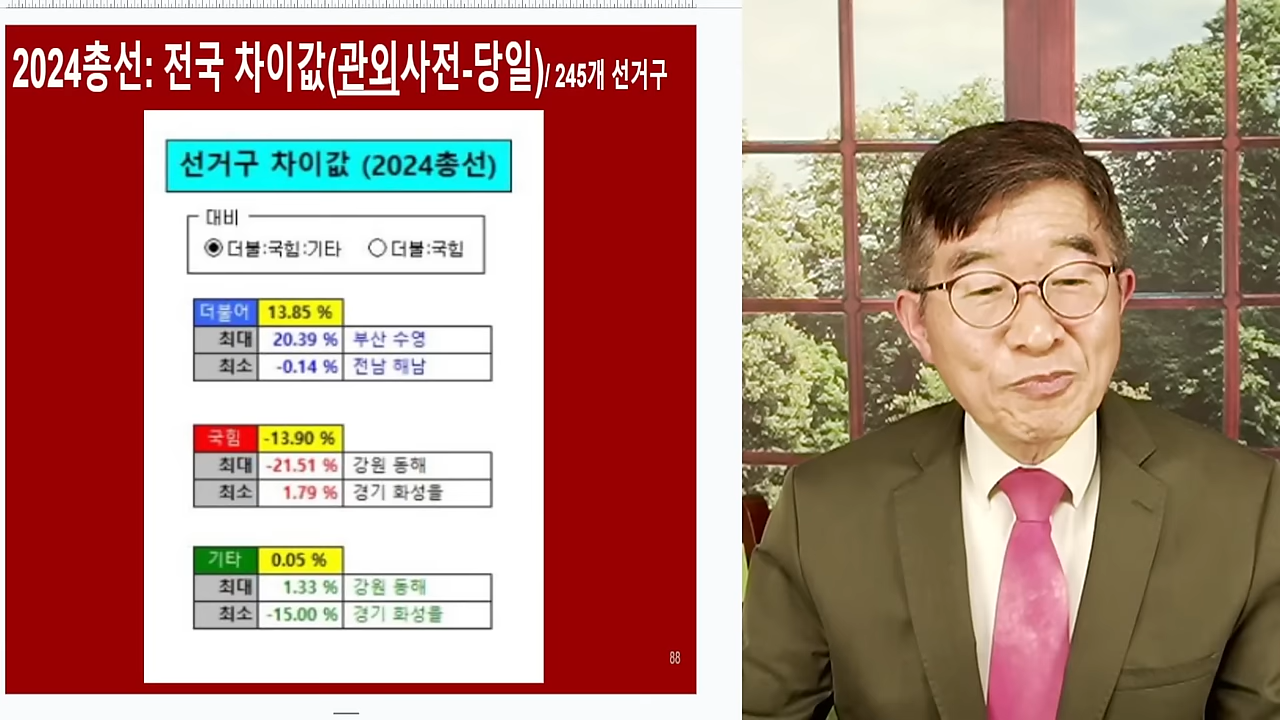 2024총선: 전국 차이값(관외사전-당일)/ 245개 선거구
선거구 차이값 (2024총선)
대비
더불:국힘:기타 더불:국힘
더불어 13.85 %
최대 20.39 % 부산 수영
최소 -0.14 % 전남 해남
국힘 -13.90 %
최대 -21.51 % 강원 동해
최소 1.79 % 경기 화성을
기타 0.05 %
최대 1.33 % 강원 동해
최소 -15.00 % 경기 화성을
88